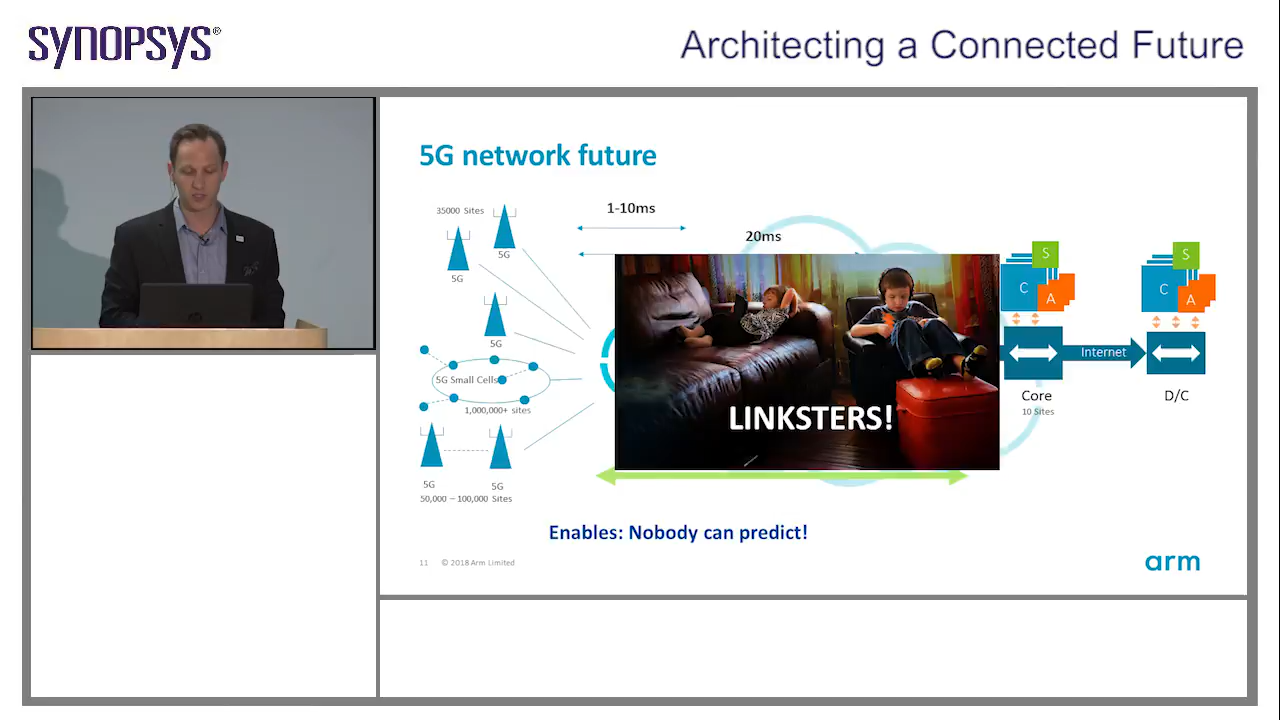 SYNOPSYS®
Architecting a Connected Future
5G network future
35000 Sites
1-10ms
20ms
5G
5G
5G
5G Small Cells
1,000,000+ sites
5G
5G
50,000 – 100,000 Sites
LINKSTERS!
S
C
A
S
C
A
Internet
Core
10 Sites
D/C
Enables: Nobody can predict!
11 © 2018 Arm Limited
arm